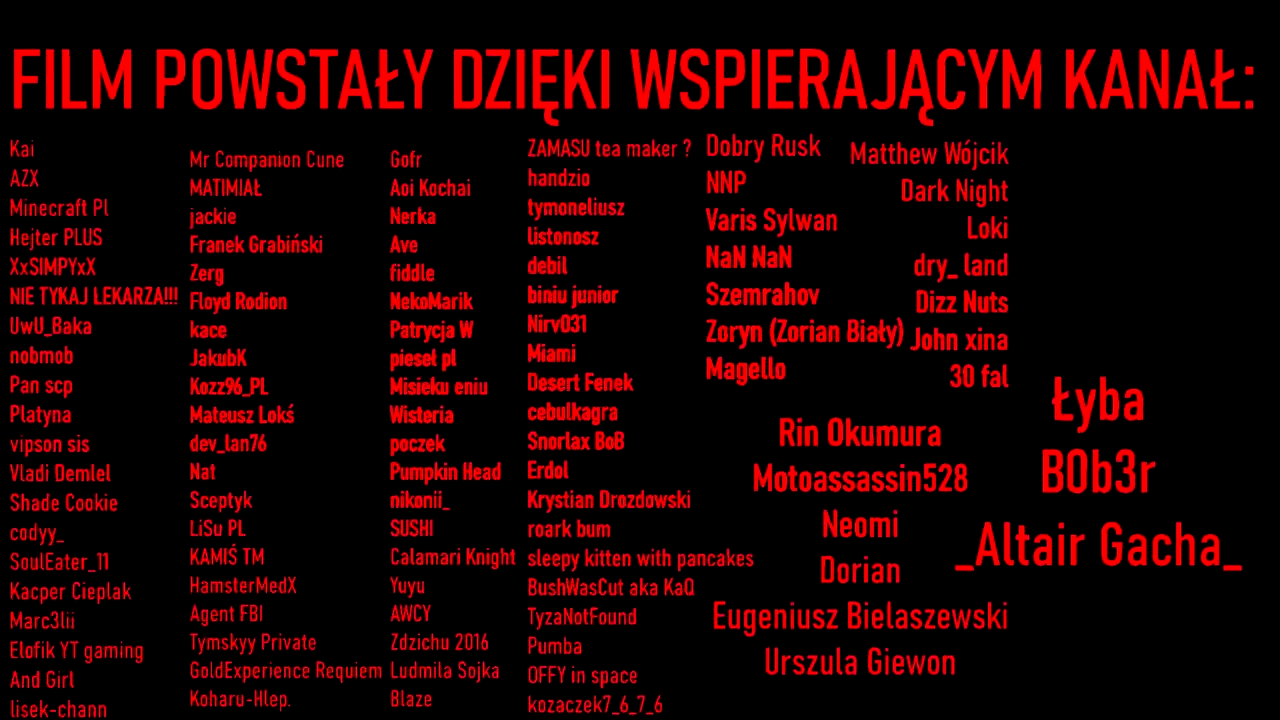 FILM POWSTAŁY DZIĘKI WSPIERAJĄCYM KANAŁ:
Kai
AZX
Minecraft Pl
Hejter PLUS
XxSIMPYxX
NIE TYKAJ LEKARZA!!!
UwU_Baka
nobmob
Pan scp
Platyna
vipson sis
Vladi Demlel
Shade Cookie
codyy_
SoulEater_11
Kacper Cieplak
Marc3lii
Elofik YT gaming
And Girl
lisek-chann
Mr Companion Cune
MATIMIAŁ
jackie
Franek Grabiński
Zerg
Floyd Rodion
kace
JakubK
Kozz96_PL
Mateusz Lokś
dev_lan76
Nat
Sceptyk
LiSu PL
KAMIŚ TM
HamsterMedX
Agent FBI
Tymskyy Private
GoldExperience Requiem
Koharu-Hlep.
Gofr
Aoi Kochai
Nerka
Ave
fiddle
NekoMarik
Patrycja W
pieseł pl
Misieku eniu
Wisteria
poczek
Pumpkin Head
nikonii_
SUSHI
Calamari Knight
Yuyu
AWCY
Zdzichu 2016
Ludmila Sojka
Blaze
ZAMASU tea maker ?
handzio
tymoneliusz
listonosz
debil
biniu junior
Nirv031
Miami
Desert Fenek
cebulkagra
Snorlax BoB
Erdol
Krystian Drozdowski
roark bum
sleepy kitten with pancakes
BushWasCut aka KaQ
TyzaNotFound
Pumba
OFFY in space
kozaczek7_6_7_6
Dobry Rusk
NNP
Varis Sylwan
NaN NaN
Szemrahov
Zoryn (Zorian Biały)
Magello
Matthew Wójcik
Dark Night
Loki
dry_ land
Dizz Nuts
John xina
30 fal
Rin Okumura
Motoassassin528
Neomi
Dorian
Eugeniusz Bielaszewski
Urszula Giewon
Łyba
B0b3r
_Altair Gacha_